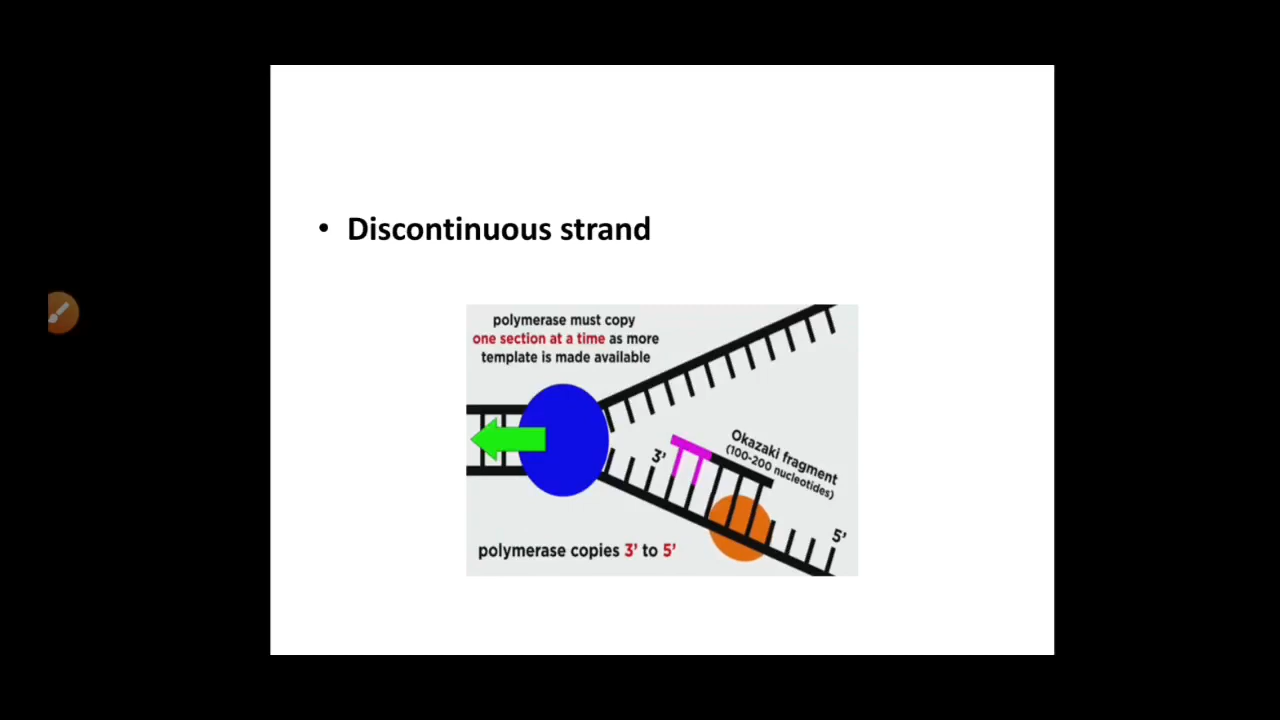 • Discontinuous strand
polymerase must copy
one section at a time as more
template is made available
Okazaki fragment
(100-200 nucleotides)
3’
5’
polymerase copies 3’ to 5’